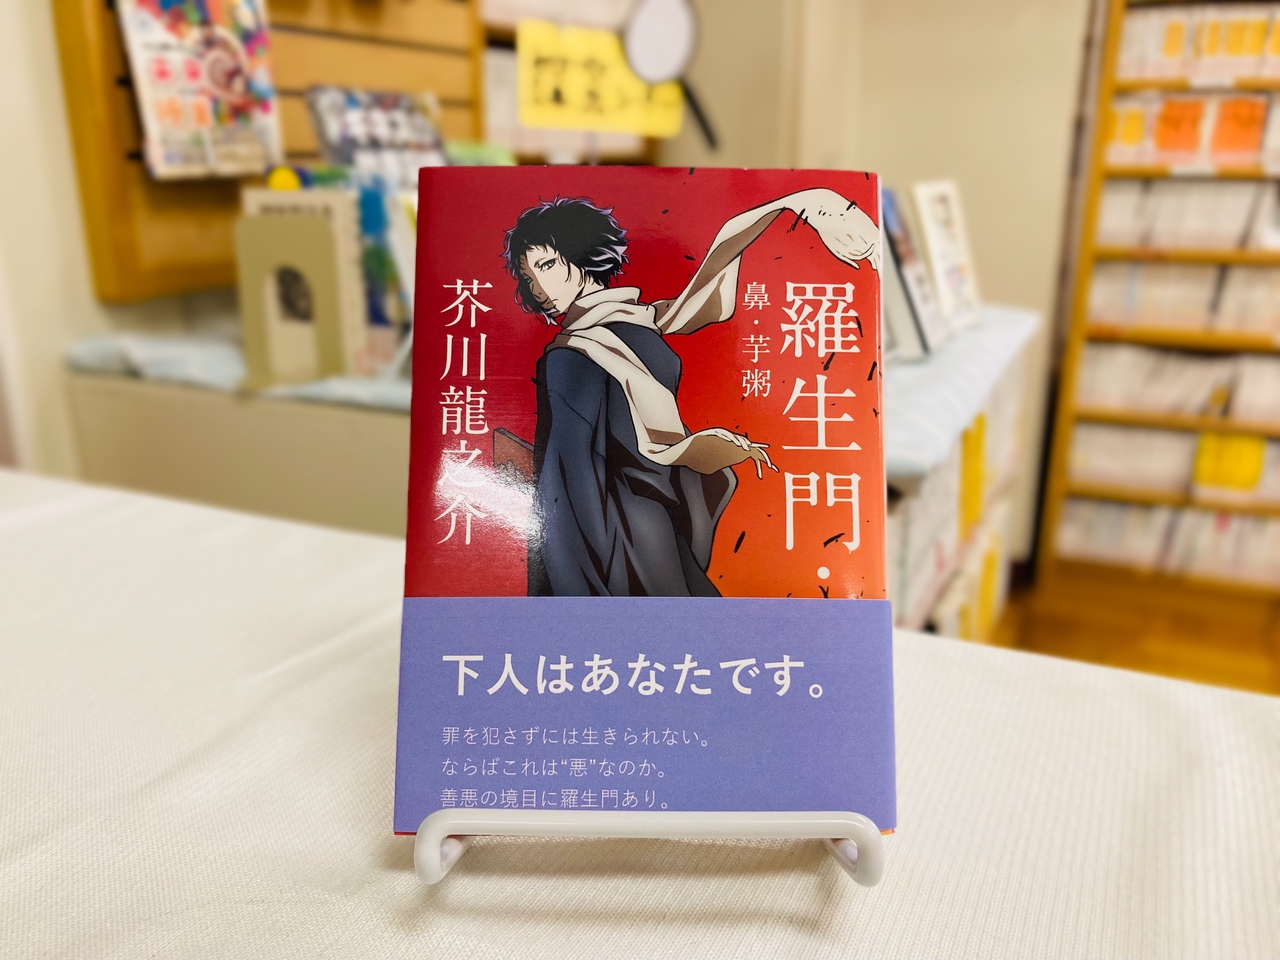 羅生門・
鼻・芋粥
芥川龍之介
下人はあなたです。
罪を犯さずには生きられない。
ならばこれは“悪”なのか。
善悪の境目に羅生門あり。